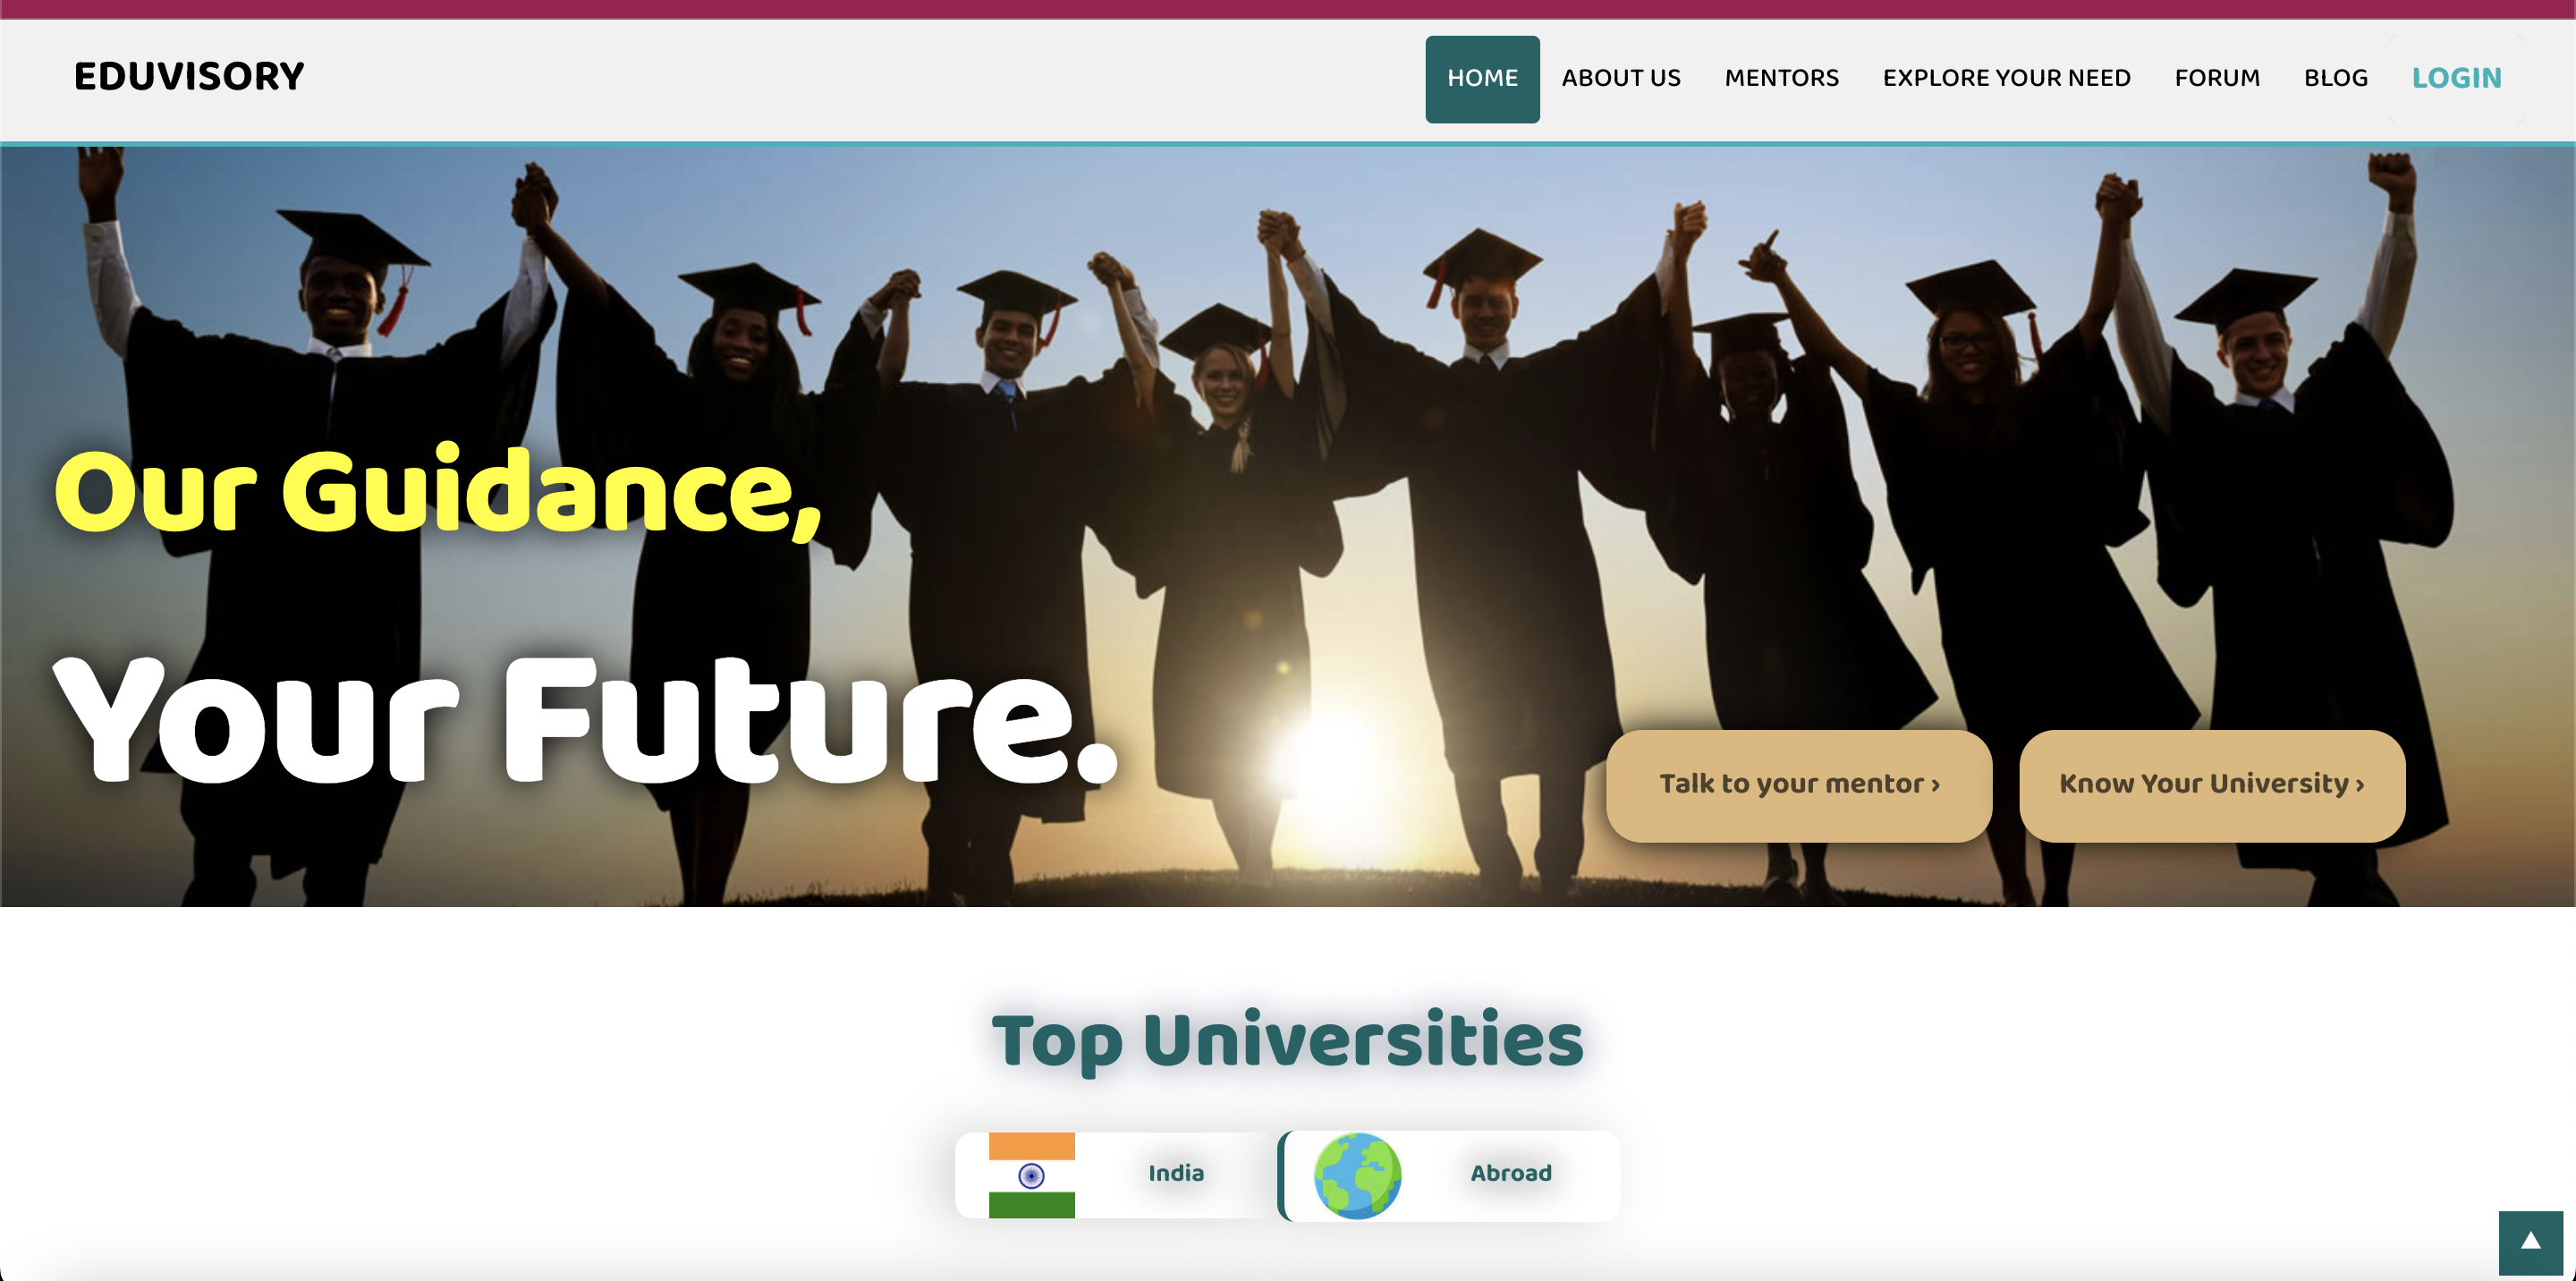 EDUVISORY
HOME ABOUT US MENTORS EXPLORE YOUR NEED FORUM BLOG LOGIN
Our Guidance,
Your Future.
Talk to your mentor › Know Your University ›
Top Universities
India Abroad